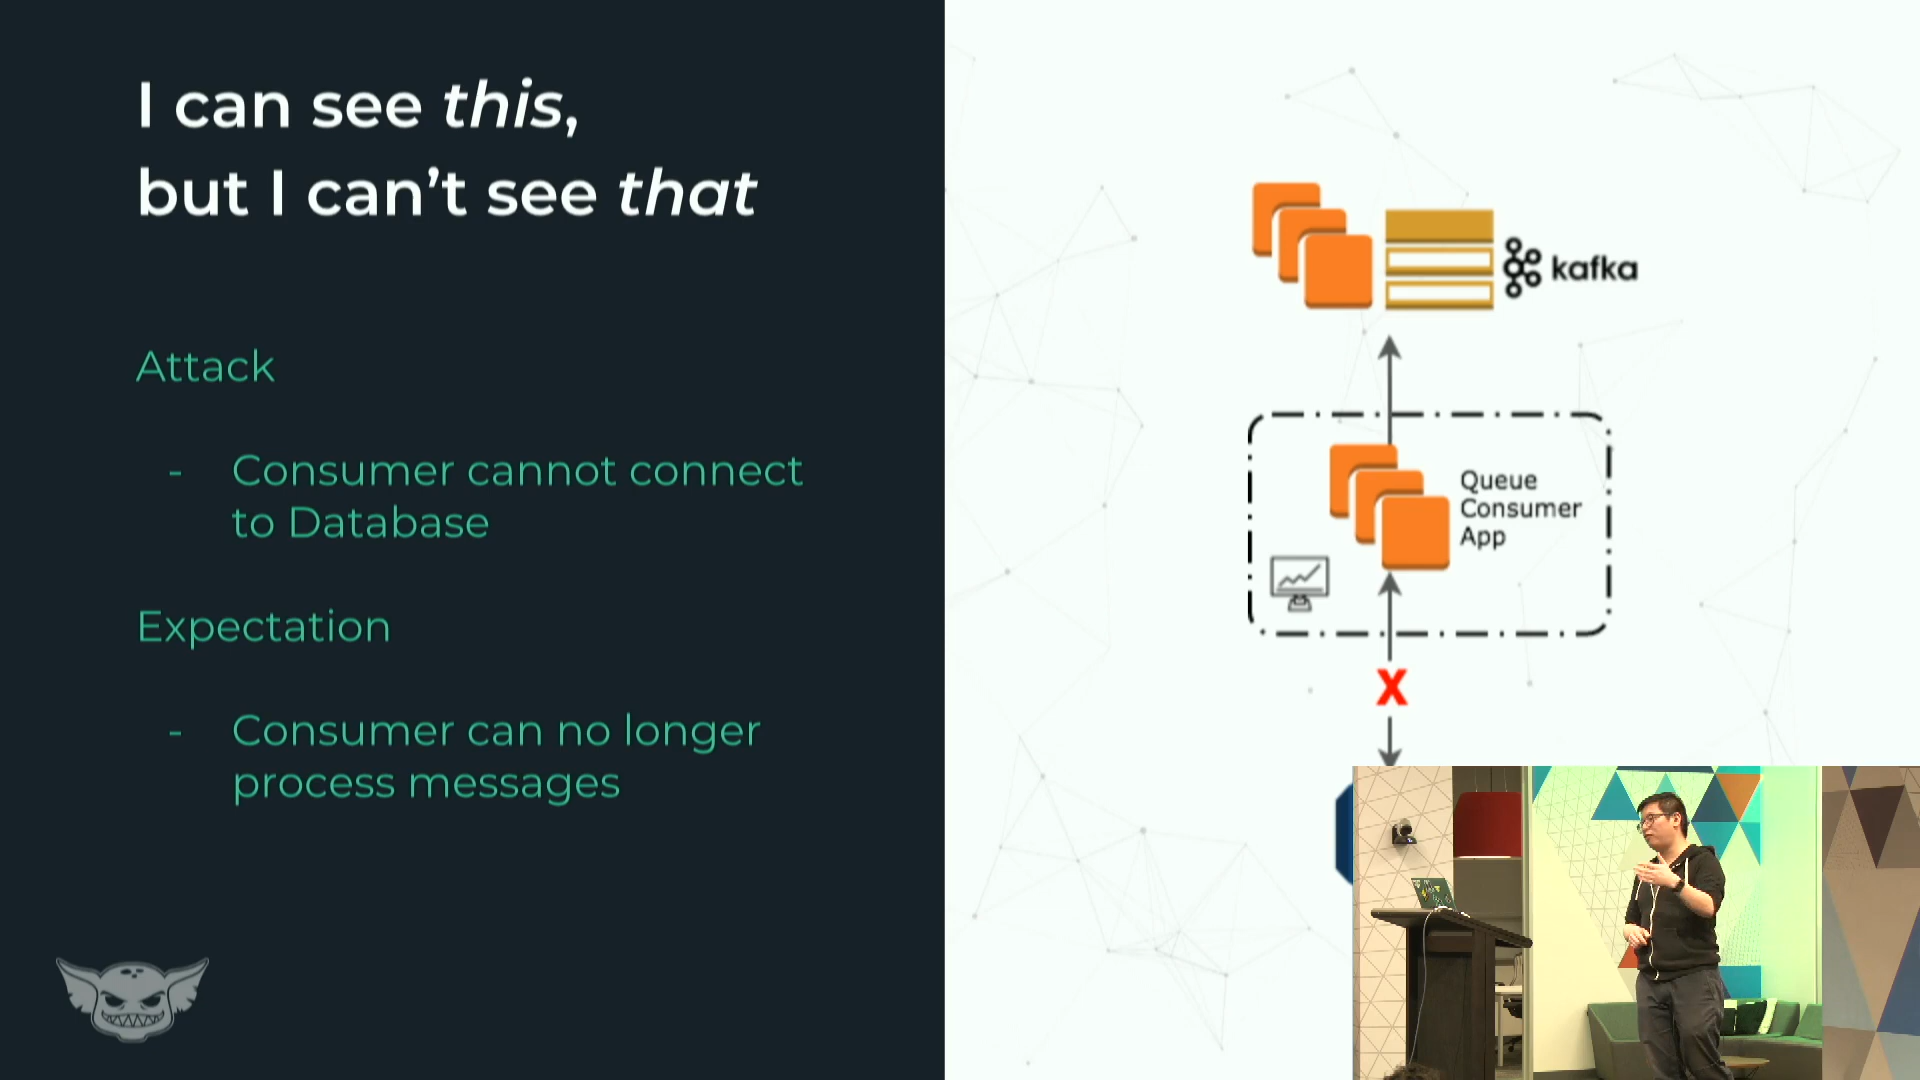 I can see this,
but I can't see that
Attack
- Consumer cannot connect
to Database
Expectation
- Consumer can no longer
process messages
kafka
Queue
Consumer
App
X